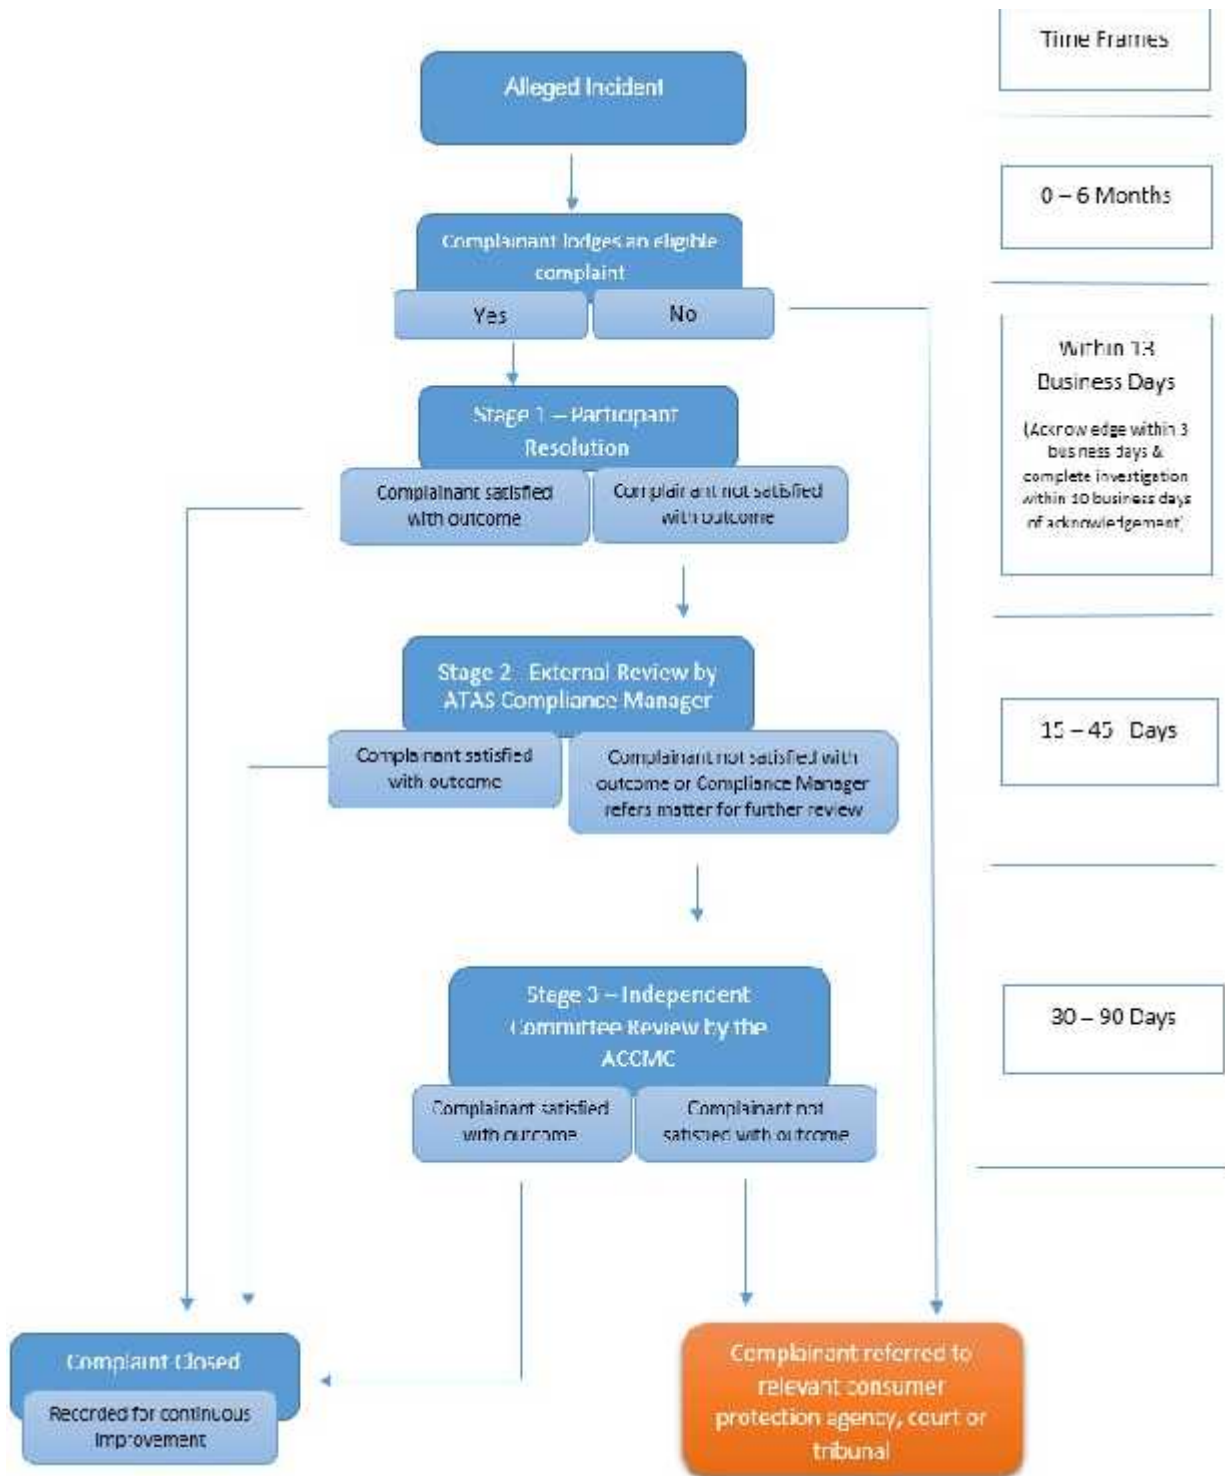 Time Frames
Alleged Incident
0 – 6 Months
Complainant lodges an eligible
complaint
Yes
No
Within 13
Business Days
(Acknowledge within 3
business days &
complete investigation
within 10 business days
of acknowledgement)
Stage 1 – Participant
Resolution
Complainant satisfied
with outcome
Complainant not satisfied
with outcome
Stage 2 - External Review by
ATAS Compliance Manager
15 – 45 Days
Complainant satisfied
with outcome
Complainant not satisfied with
outcome or Compliance Manager
refers matter for further review
Stage 3 – Independent
Committee Review by the
ACCMC
30 – 90 Days
Complainant satisfied
with outcome
Complainant not
satisfied with outcome
Complaint Closed
Recorded for continuous
improvement
Complainant referred to
relevant consumer
protection agency, court or
tribunal